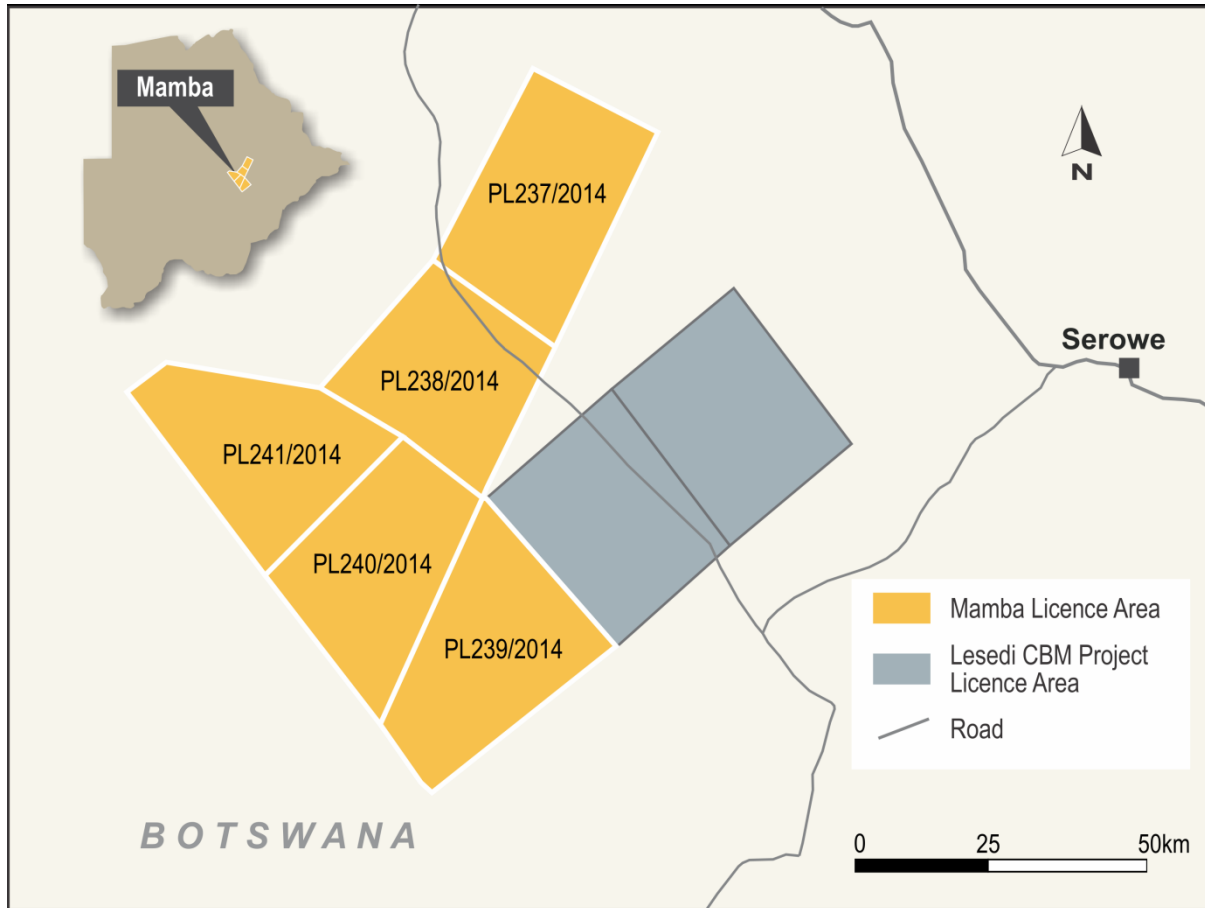 Mamba
N
PL237/2014
Serowe
PL238/2014
PL241/2014
PL240/2014
PL239/2014
Mamba Licence Area
Lesedi CBM Project
Licence Area
Road
BOTSWANA
0 25 50km